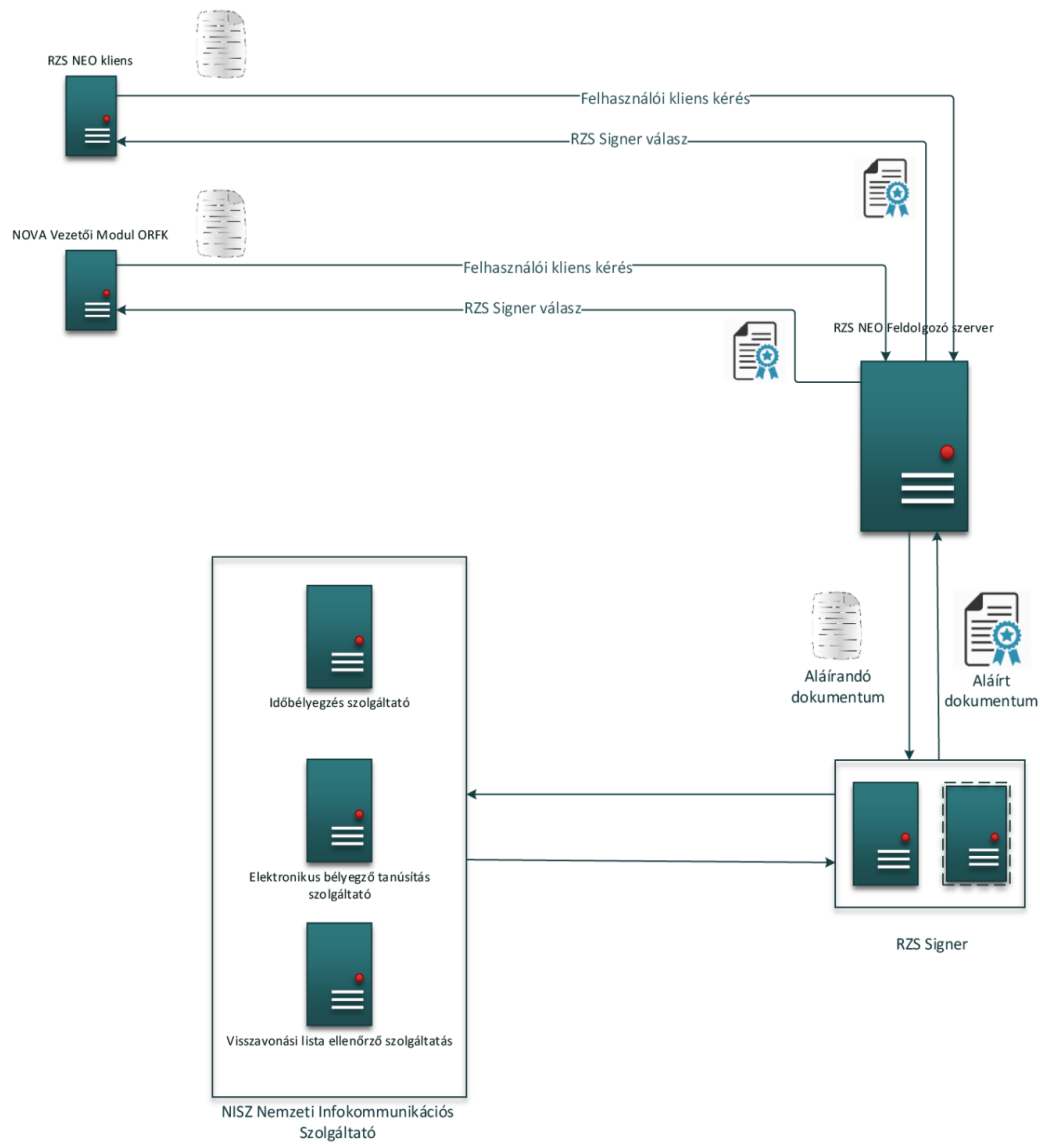 RZS NEO kliens
Felhasználói kliens kérés
RZS Signer válasz
NOVA Vezetői Modul ORFK
Felhasználói kliens kérés
RZS Signer válasz
RZS NEO Feldolgozó szerver
Aláírandó
dokumentum
Aláírt
dokumentum
Időbélyegzés szolgáltató
Elektronikus bélyegző tanúsítás
szolgáltató
Visszavonási lista ellenőrző szolgáltatás
RZS Signer
NISZ Nemzeti Infokommunikációs
Szolgáltató